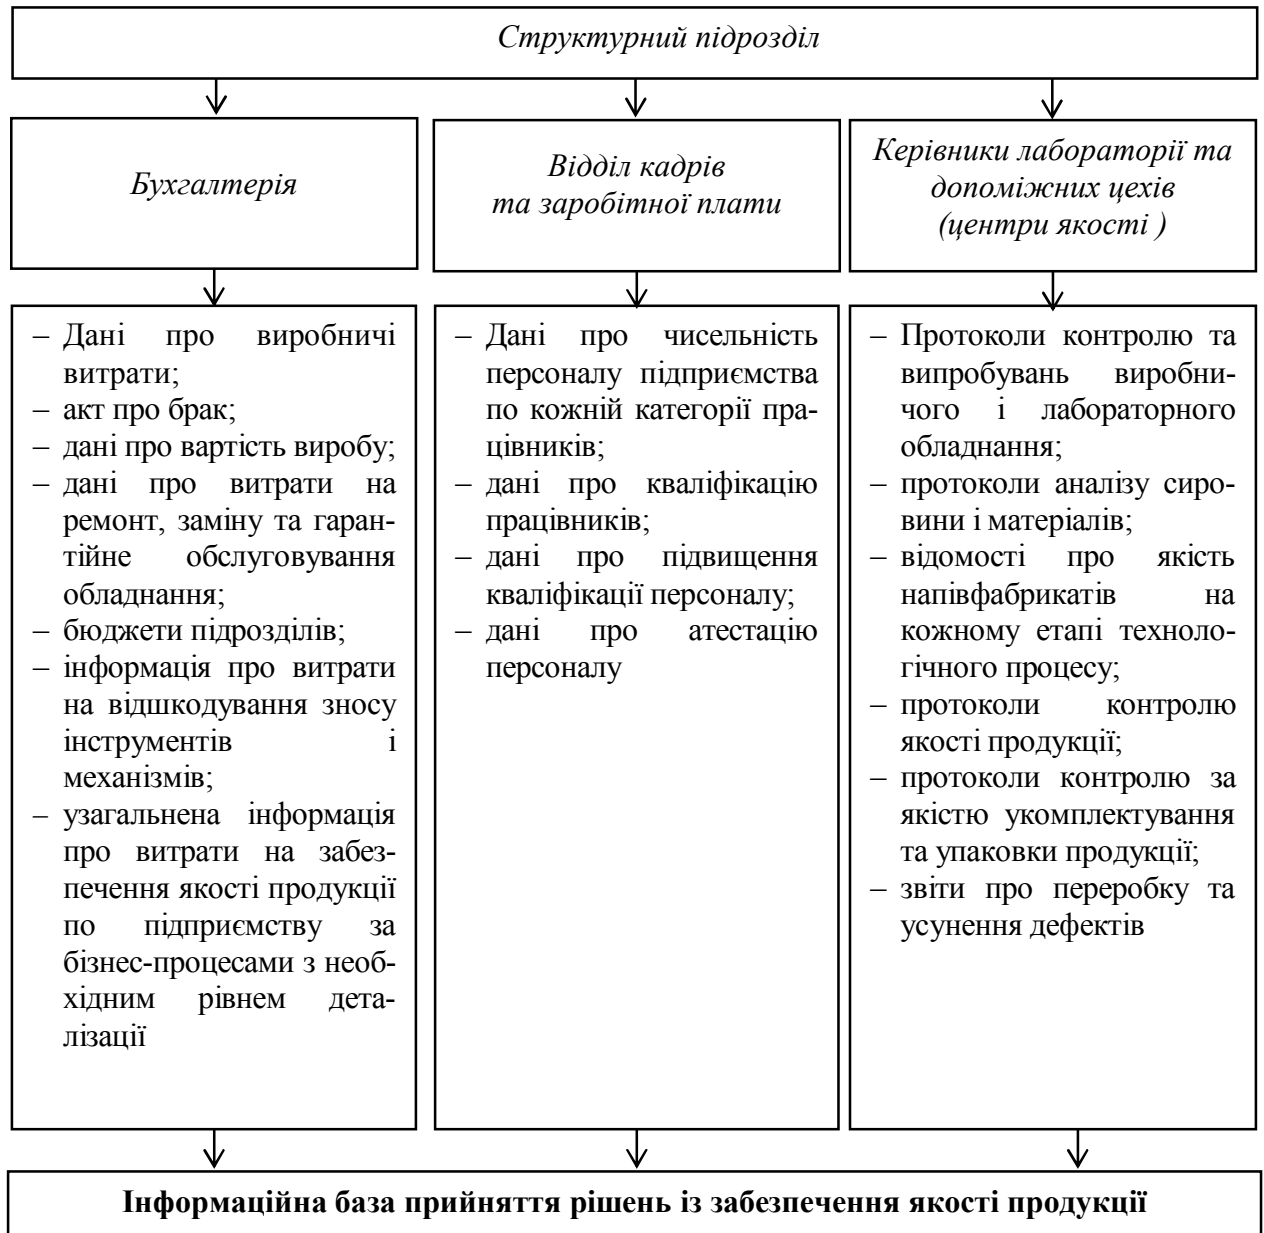 Структурний підрозділ
Бухгалтерія
Відділ кадрів
та заробітної плати
Керівники лабораторії та
допоміжних цехів
(центри якості )
– Дані про виробничі
витрати;
– акт про брак;
– дані про вартість виробу;
– дані про витрати на
ремонт, заміну та гаран-
тійне обслуговування
обладнання;
– бюджети підрозділів;
– інформація про витрати
на відшкодування зносу
інструментів і
механізмів;
– узагальнена інформація
про витрати на забез-
печення якості продукції
по підприємству за
бізнес-процесами з необ-
хідним рівнем дета-
лізації
– Дані про чисельність
персоналу підприємства
по кожній категорії пра-
цівників;
– дані про кваліфікацію
працівників;
– дані про підвищення
кваліфікації персоналу;
– дані про атестацію
персоналу
– Протоколи контролю та
випробувань виробни-
чого і лабораторного
обладнання;
– протоколи аналізу сиро-
вини і матеріалів;
– відомості про якість
напівфабрикатів на
кожному етапі техноло-
гічного процесу;
– протоколи контролю
якості продукції;
– протоколи контролю за
якістю укомплектування
та упаковки продукції;
– звіти про переробку та
усунення дефектів
Інформаційна база прийняття рішень із забезпечення якості продукції